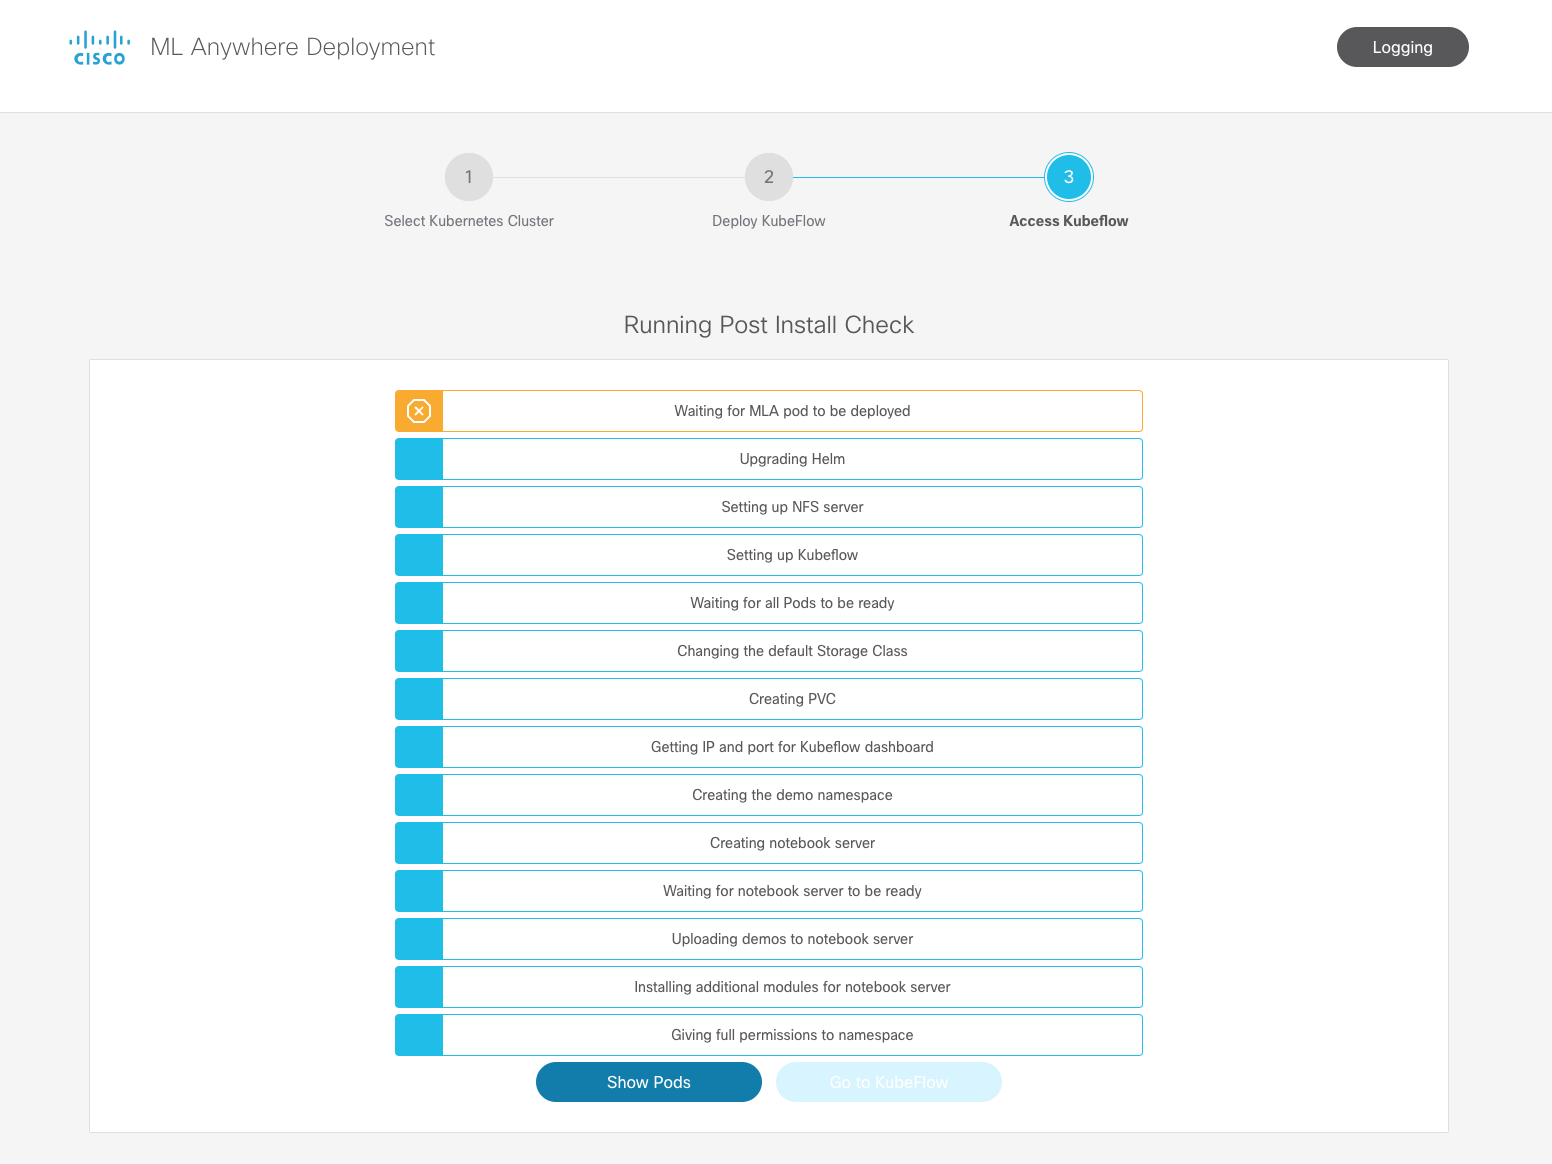 CISCO
ML Anywhere Deployment
Logging
1
2
3
Select Kubernetes Cluster
Deploy KubeFlow
Access Kubeflow
Running Post Install Check
Waiting for MLA pod to be deployed
Upgrading Helm
Setting up NFS server
Setting up Kubeflow
Waiting for all Pods to be ready
Changing the default Storage Class
Creating PVC
Getting IP and port for Kubeflow dashboard
Creating the demo namespace
Creating notebook server
Waiting for notebook server to be ready
Uploading demos to notebook server
Installing additional modules for notebook server
Giving full permissions to namespace
Show Pods
Go to KubeFlow